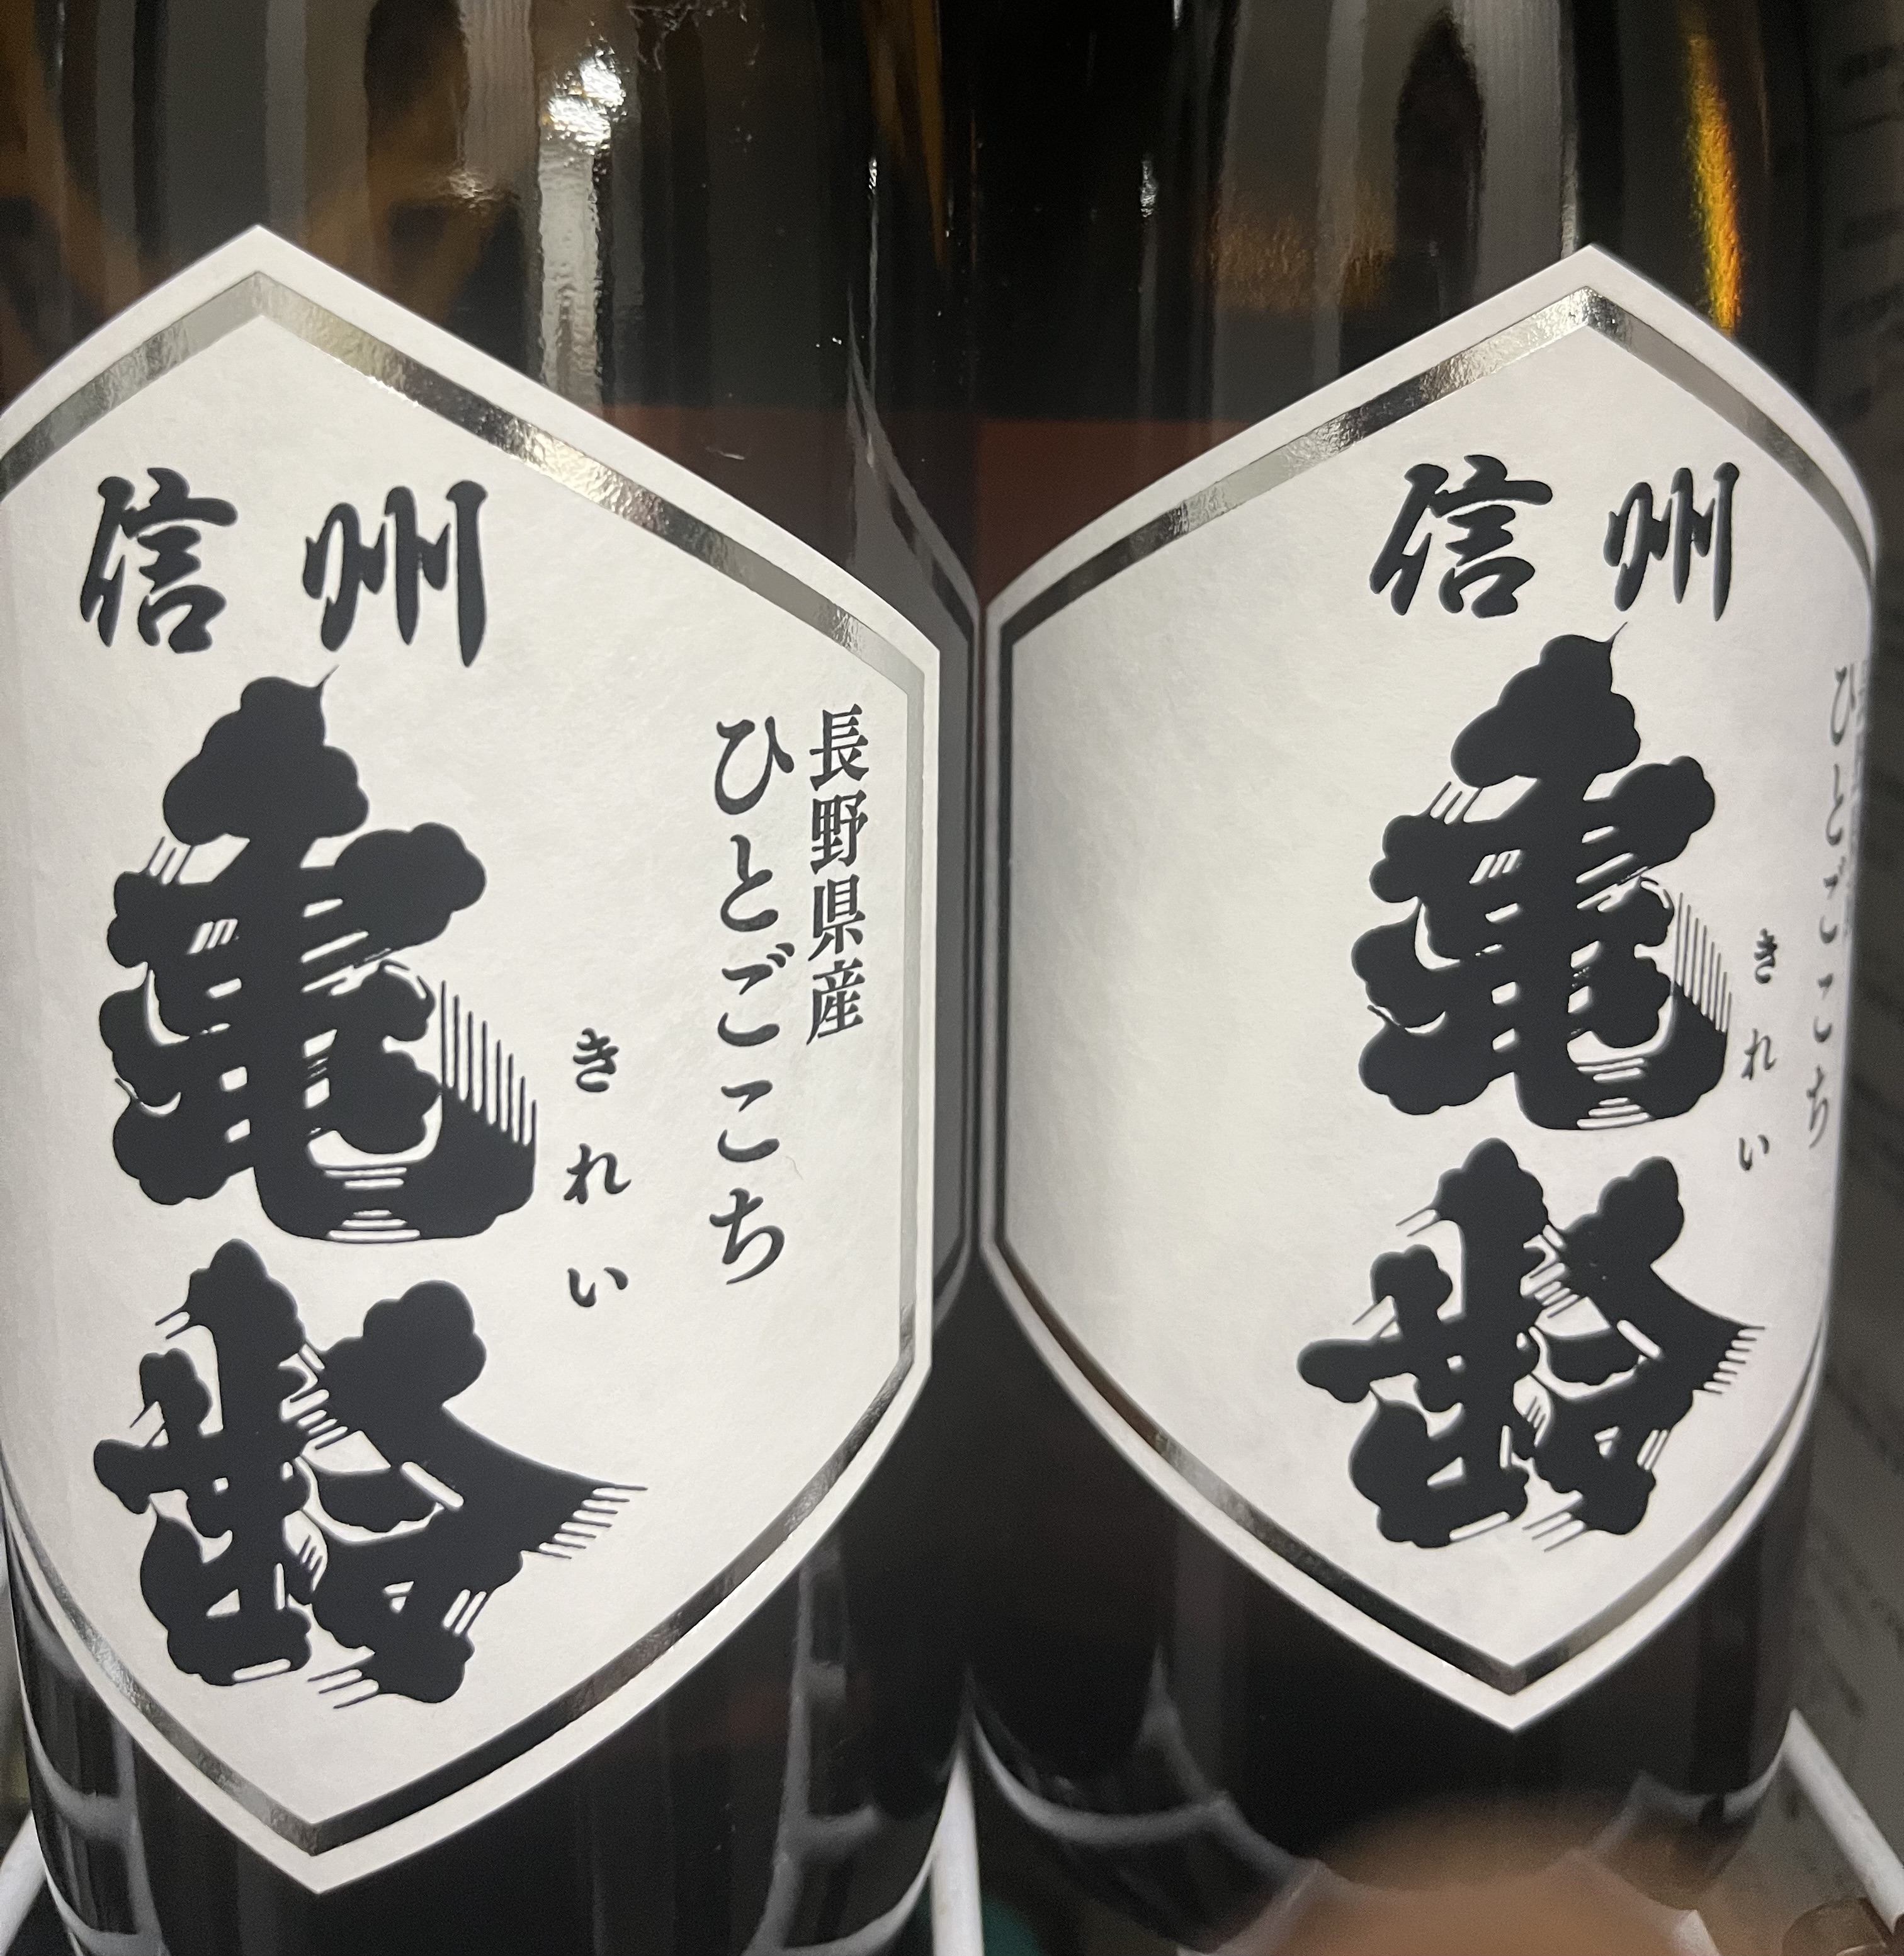 信州
亀齢
きれい
長野県産
ひとごこち
信州
亀齢
きれい
ひとごこち